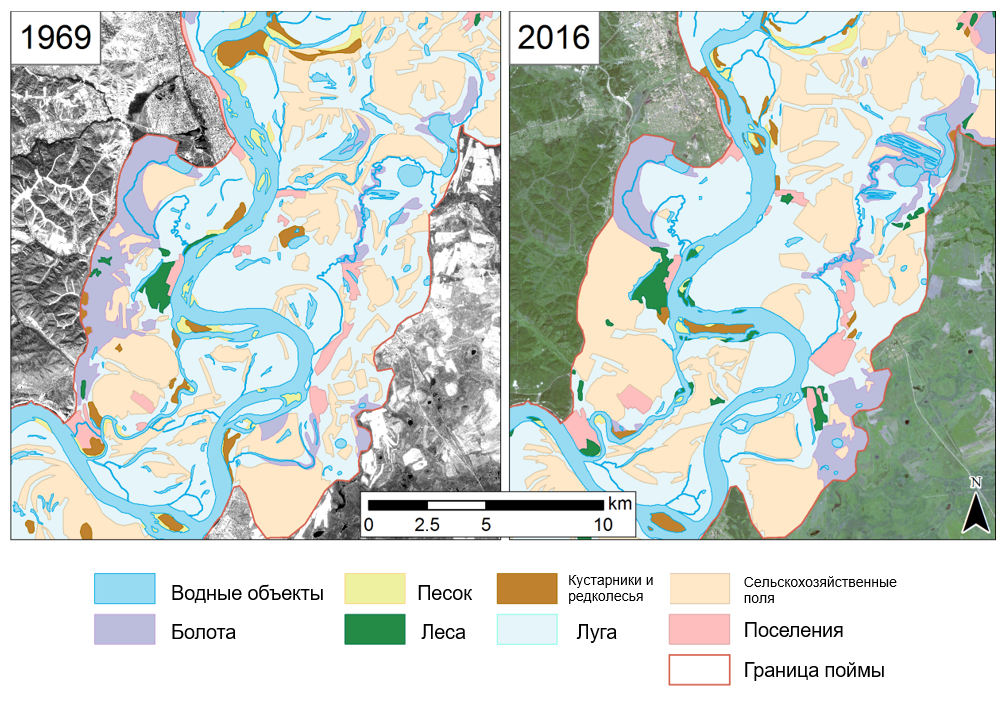 1969
2016
km
0 2.5 5 10
N
Водные объекты
Песок
Кустарники и
редколесья
Сельскохозяйственные
поля
Болота
Леса
Луга
Поселения
Граница поймы